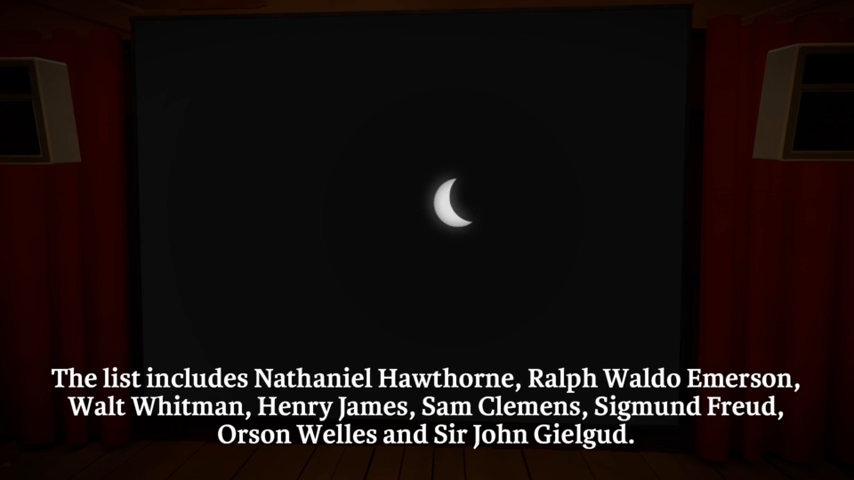 The list includes Nathaniel Hawthorne, Ralph Waldo Emerson,
Walt Whitman, Henry James, Sam Clemens, Sigmund Freud,
Orson Welles and Sir John Gielgud.